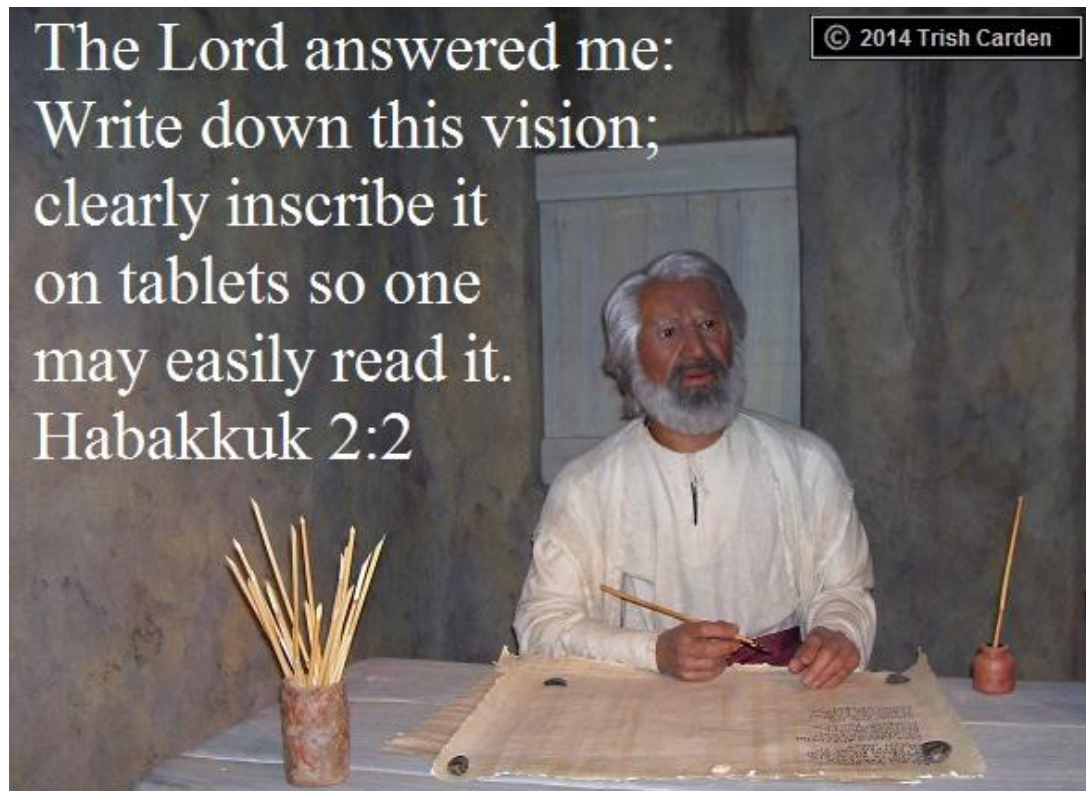 The Lord answered me:
Write down this vision;
clearly inscribe it
on tablets so one
may easily read it.
Habakkuk 2:2
© 2014 Trish Carden